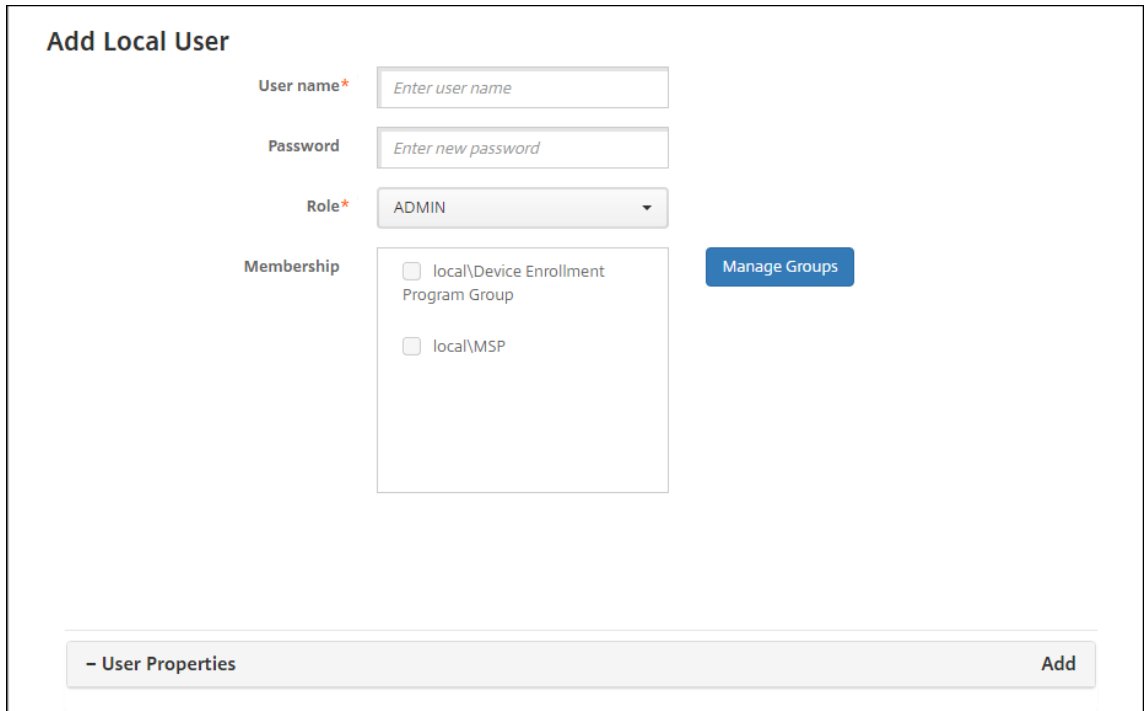 Add Local User
User name*
Enter user name
Password
Enter new password
Role*
ADMIN
Membership
local\Device Enrollment
Program Group
local\MSP
Manage Groups
– User Properties
Add